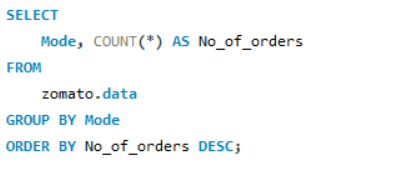 SELECT
Mode, COUNT(*) AS No_of_orders
FROM
zomato.data
GROUP BY Mode
ORDER BY No_of_orders DESC;